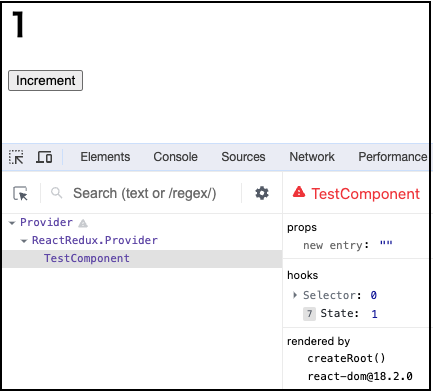 1
Increment
Elements Console Sources Network Performance
Search (text or /regex/)
TestComponent
Provider
ReactRedux.Provider
TestComponent
props
new entry: ""
hooks
Selector: 0
7 State: 1
rendered by
createRoot()
react-dom@18.2.0